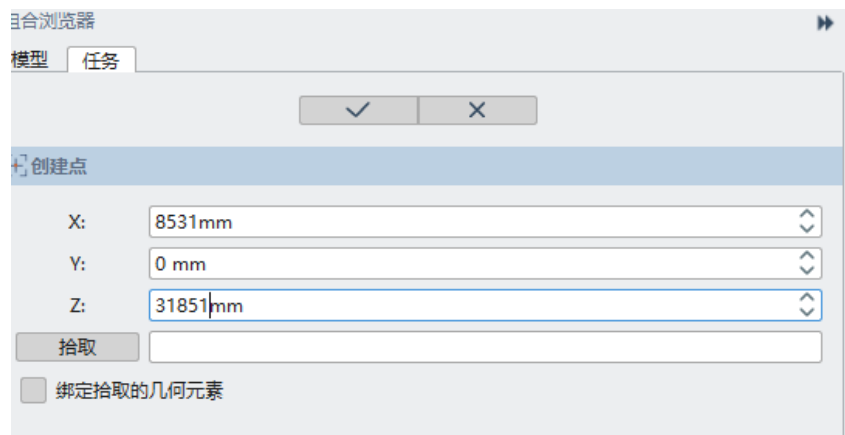 组合浏览器
模型 任务
创建点
X: 8531mm
Y: 0 mm
Z: 31851mm
拾取
绑定拾取的几何元素